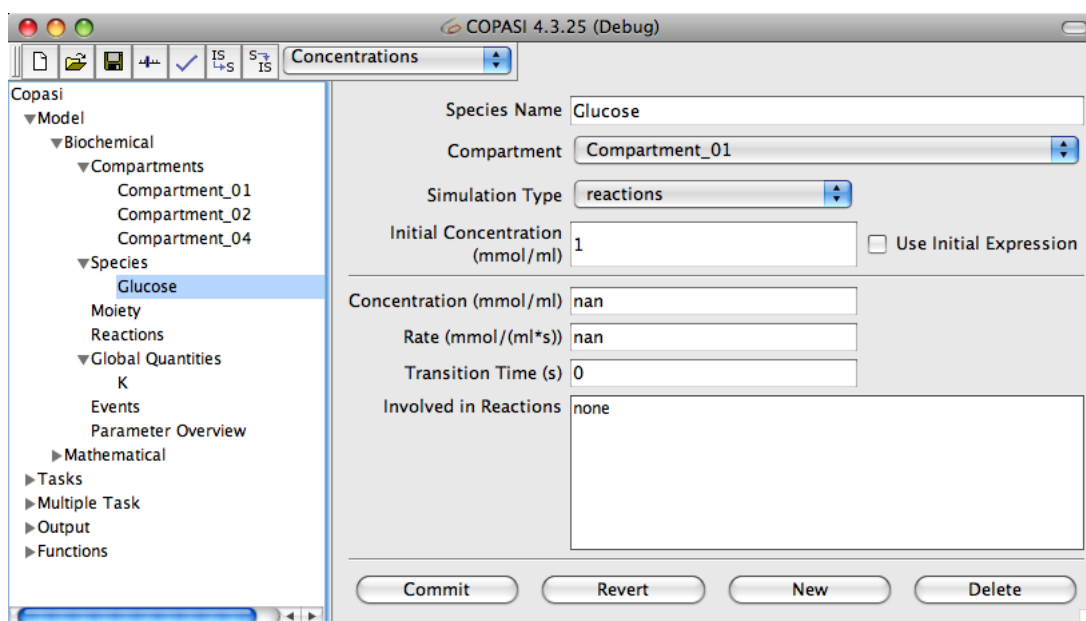 COPASI 4.3.25 (Debug)
IS S S IS Concentrations
Copasi
Model
Biochemical
Compartments
Compartment_01
Compartment_02
Compartment_04
Species
Glucose
Moiety
Reactions
Global Quantities
K
Events
Parameter Overview
Mathematical
Tasks
Multiple Task
Output
Functions
Species Name Glucose
Compartment Compartment_01
Simulation Type reactions
Initial Concentration
(mmol/ml) 1 Use Initial Expression
Concentration (mmol/ml) nan
Rate (mmol/(ml*s)) nan
Transition Time (s) 0
Involved in Reactions none
Commit Revert New Delete